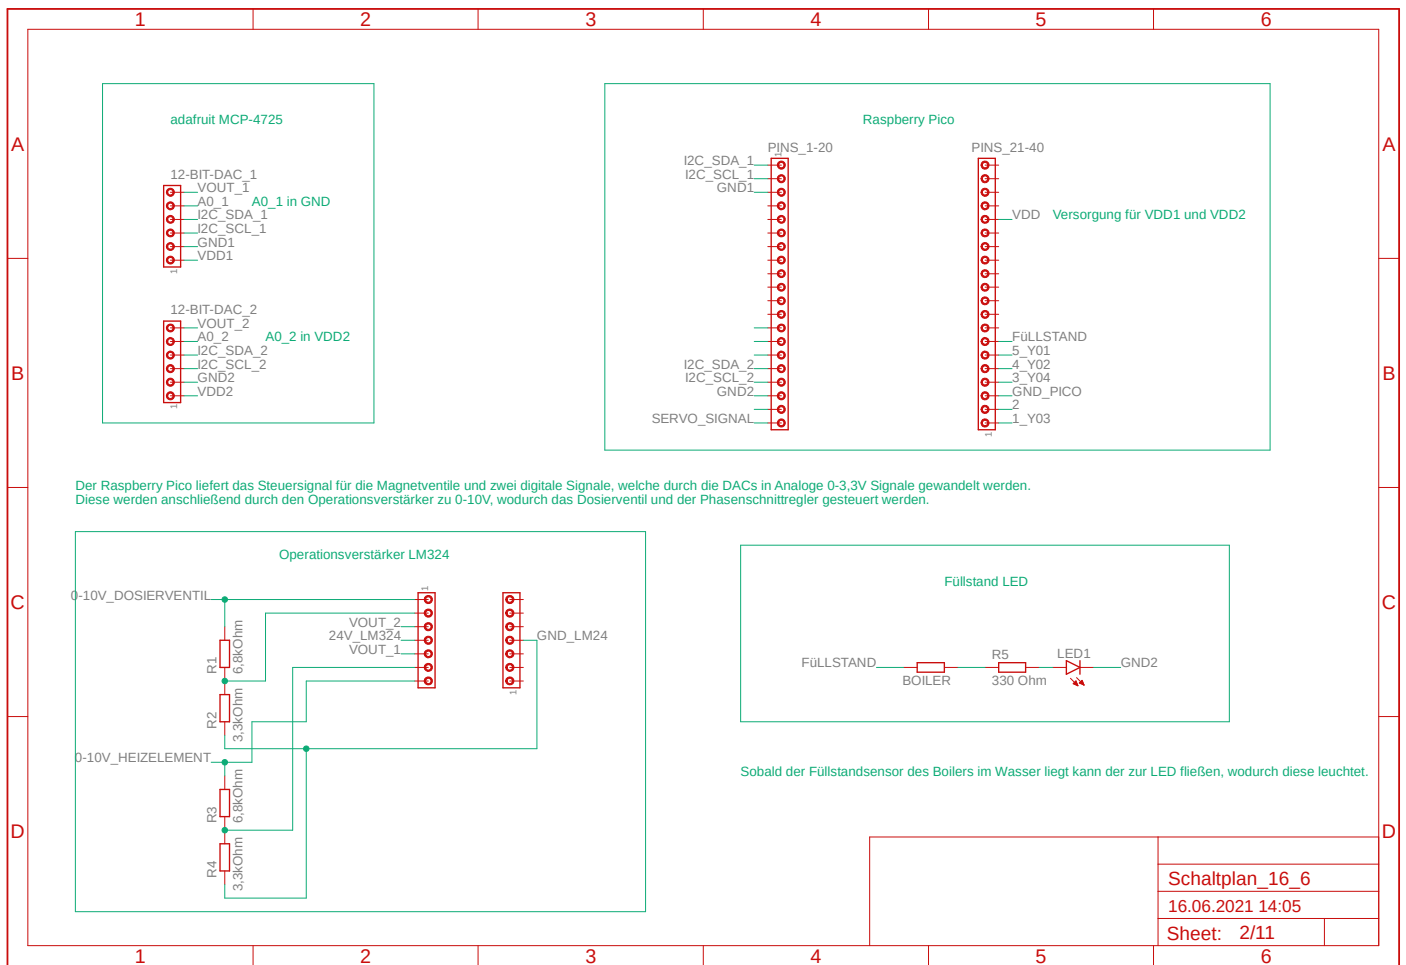 1 2 3 4 5 6
A A
B B
C C
D D
adafruit MCP-4725
12-BIT-DAC_1
VOUT_1
A0_1 A0_1 in GND
I2C_SDA_1
I2C_SCL_1
GND1
VDD1
1
12-BIT-DAC_2
VOUT_2
A0_2 A0_2 in VDD2
I2C_SDA_2
I2C_SCL_2
GND2
VDD2
1
Raspberry Pico
PINS_1-20
1
I2C_SDA_1
I2C_SCL_1
GND1
I2C_SDA_2
I2C_SCL_2
GND2
SERVO_SIGNAL
PINS_21-40
VDD Versorgung für VDD1 und VDD2
FüLLSTAND
5_Y01
4_Y02
3_Y04
GND_PICO
2
1_Y03
1
Der Raspberry Pico liefert das Steuersignal für die Magnetventile und zwei digitale Signale, welche durch die DACs in Analoge 0-3,3V Signale gewandelt werden.
Diese werden anschließend durch den Operationsverstärker zu 0-10V, wodurch das Dosierventil und der Phasenschnittregler gesteuert werden.
Operationsverstärker LM324
0-10V_DOSIERVENTIL
1
VOUT_2
24V_LM324
VOUT_1
GND_LM24
1
R1
6,8kOhm
R2
3,3kOhm
0-10V_HEIZELEMENT
R3
6,8kOhm
R4
3,3kOhm
Füllstand LED
FüLLSTAND
BOILER
R5
330 Ohm
LED1
GND2
Sobald der Füllstandsensor des Boilers im Wasser liegt kann der zur LED fließen, wodurch diese leuchtet.
Schaltplan_16_6
16.06.2021 14:05
Sheet: 2/11
1 2 3 4 5 6